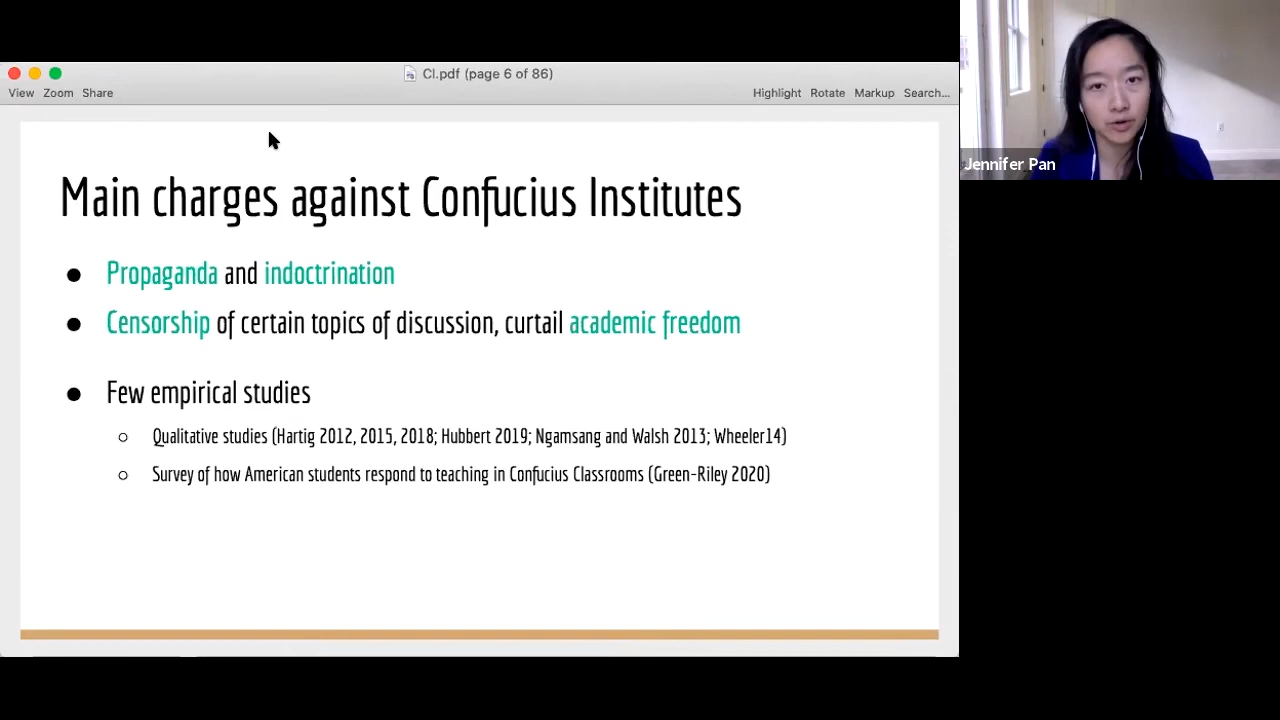 CI.pdf (page 6 of 86)
View Zoom Share
Highlight Rotate Markup Search...
Main charges against Confucius Institutes
● Propaganda and indoctrination
● Censorship of certain topics of discussion, curtail academic freedom
● Few empirical studies
○ Qualitative studies (Hartig 2012, 2015, 2018; Hubbert 2019; Ngamsang and Walsh 2013; Wheeler14)
○ Survey of how American students respond to teaching in Confucius Classrooms (Green-Riley 2020)
Jennifer Pan